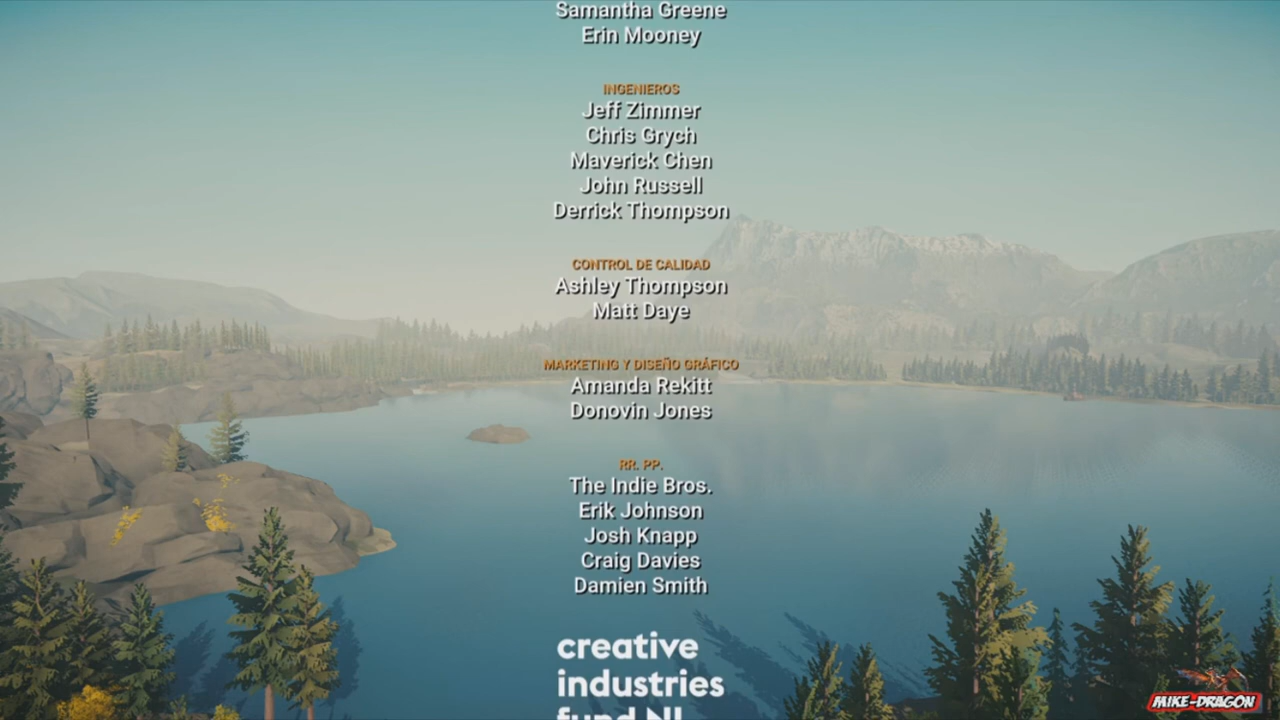 Samantha Greene
Erin Mooney
INGENIEROS
Jeff Zimmer
Chris Grych
Maverick Chen
John Russell
Derrick Thompson
CONTROL DE CALIDAD
Ashley Thompson
Matt Daye
MARKETING Y DISEÑO GRÁFICO
Amanda Rekitt
Donovin Jones
RR. PP.
The Indie Bros.
Erik Johnson
Josh Knapp
Craig Davies
Damien Smith
creative
industries
fund NL
MIKE-DRAGON